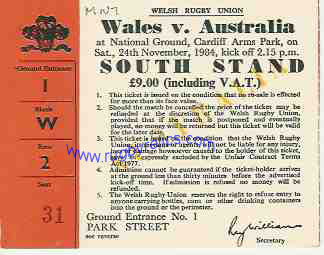 M.N.T
WELSH RUGBY UNION
Wales v. Australia
at National Ground, Cardiff Arms Park, on
Sat., 24th November, 1984, kick off 2.15 p.m.
SOUTH STAND
£9.00 (including V.A.T.)
Ground Entrance
1
Block
W
Row
2
Seat
31
1. This ticket is issued on the condition that no re-sale is effected
for more than its face value.
2. Should the match be cancelled the price of the ticket may be
refunded at the discretion of the Welsh Rugby Union,
provided that if the match is postponed and eventually
played, no money will be returned but this ticket will be valid
for the later date.
3. This ticket is issued on condition that the Welsh Rugby
Union, its servants or agents must not be liable for any injury,
loss or damage howsoever caused to the holder of this ticket,
save as expressly excluded by the Unfair Contract Terms
Act 1977.
4. Admission cannot be guaranteed if the ticket-holder arrives
at the ground less than thirty minutes before the advertised
kick-off time. If admission is refused no money will be
refunded.
5. The Welsh Rugby Union reserves the right to refuse entry to
anyone carrying bottles, cans or other drinking containers
into the ground or the perimeter.
Ground Entrance No. 1
PARK STREET
Ray Williams
Secretary